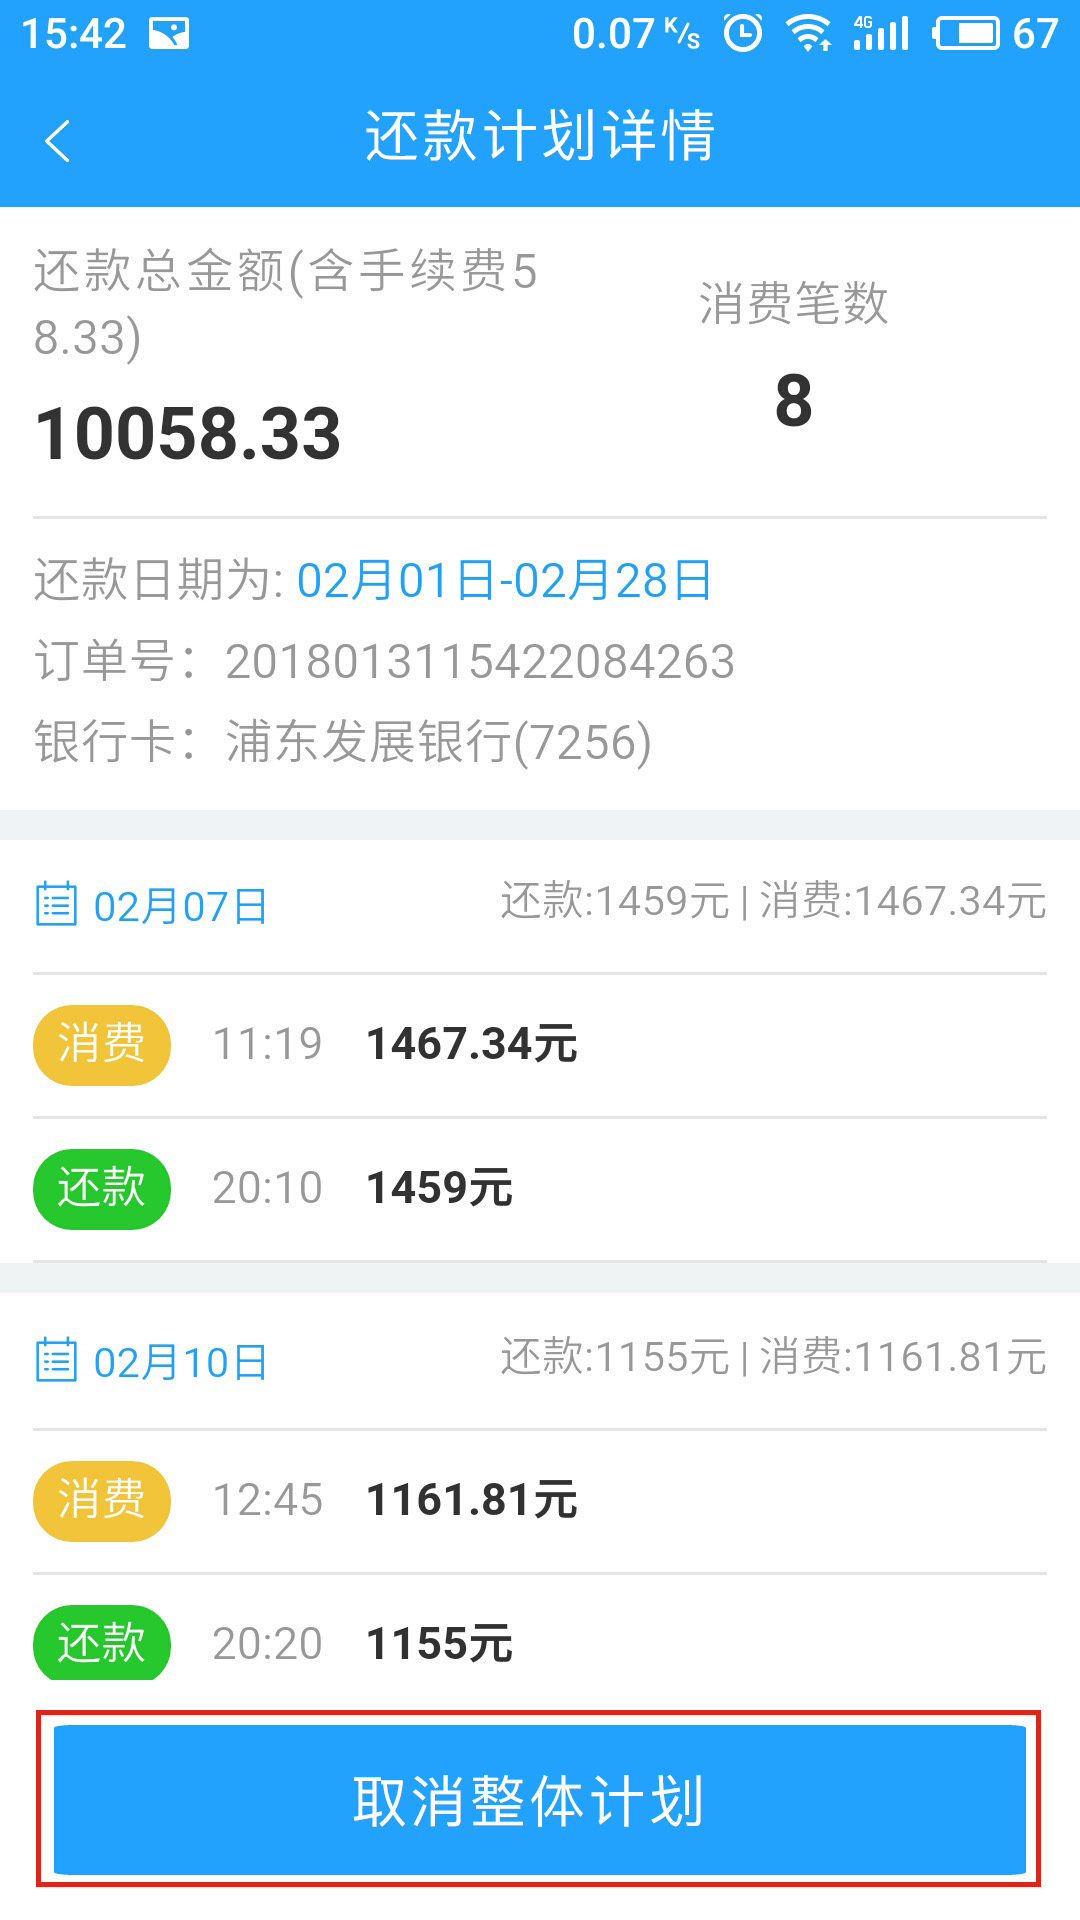 15:42 0.07 K/s 4G 67
还款计划详情
还款总金额(含手续费5
8.33)
消费笔数
10058.33
8
还款日期为: 02月01日-02月28日
订单号：2018013115422084263
银行卡：浦东发展银行(7256)
02月07日 还款:1459元 | 消费:1467.34元
消费 11:19 1467.34元
还款 20:10 1459元
02月10日 还款:1155元 | 消费:1161.81元
消费 12:45 1161.81元
还款 20:20 1155元
取消整体计划